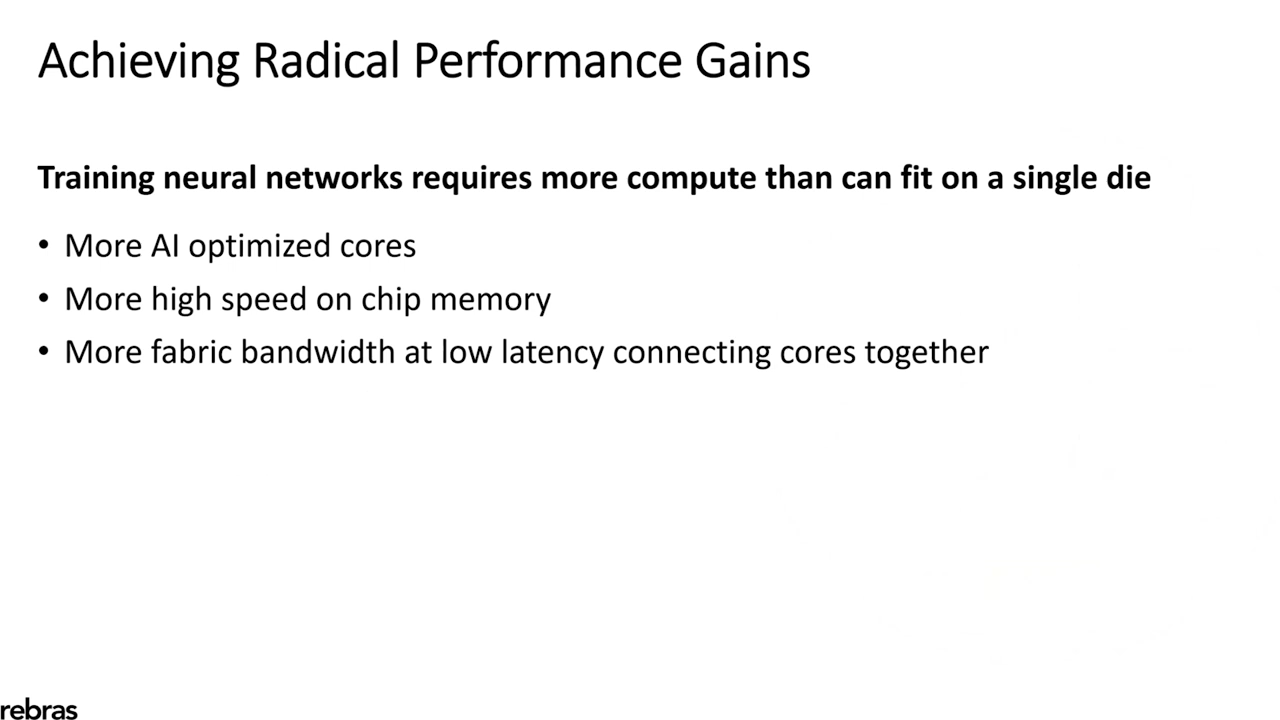 Achieving Radical Performance Gains
Training neural networks requires more compute than can fit on a single die
• More AI optimized cores
• More high speed on chip memory
• More fabric bandwidth at low latency connecting cores together
rebras